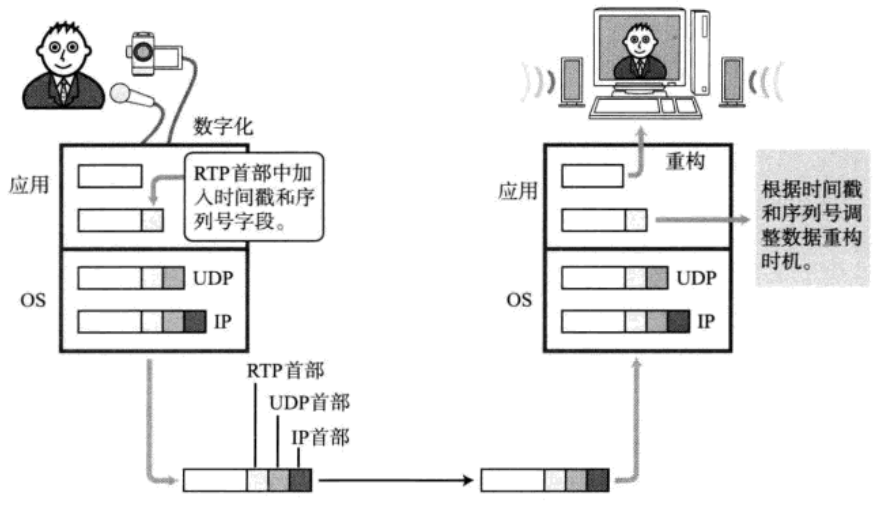 数字化
应用
RTP首部中加
入时间戳和序
列号字段。
OS
UDP
IP
RTP首部
UDP首部
IP首部
重构
应用
根据时间戳
和序列号调
整数据重构
时机。
OS
UDP
IP